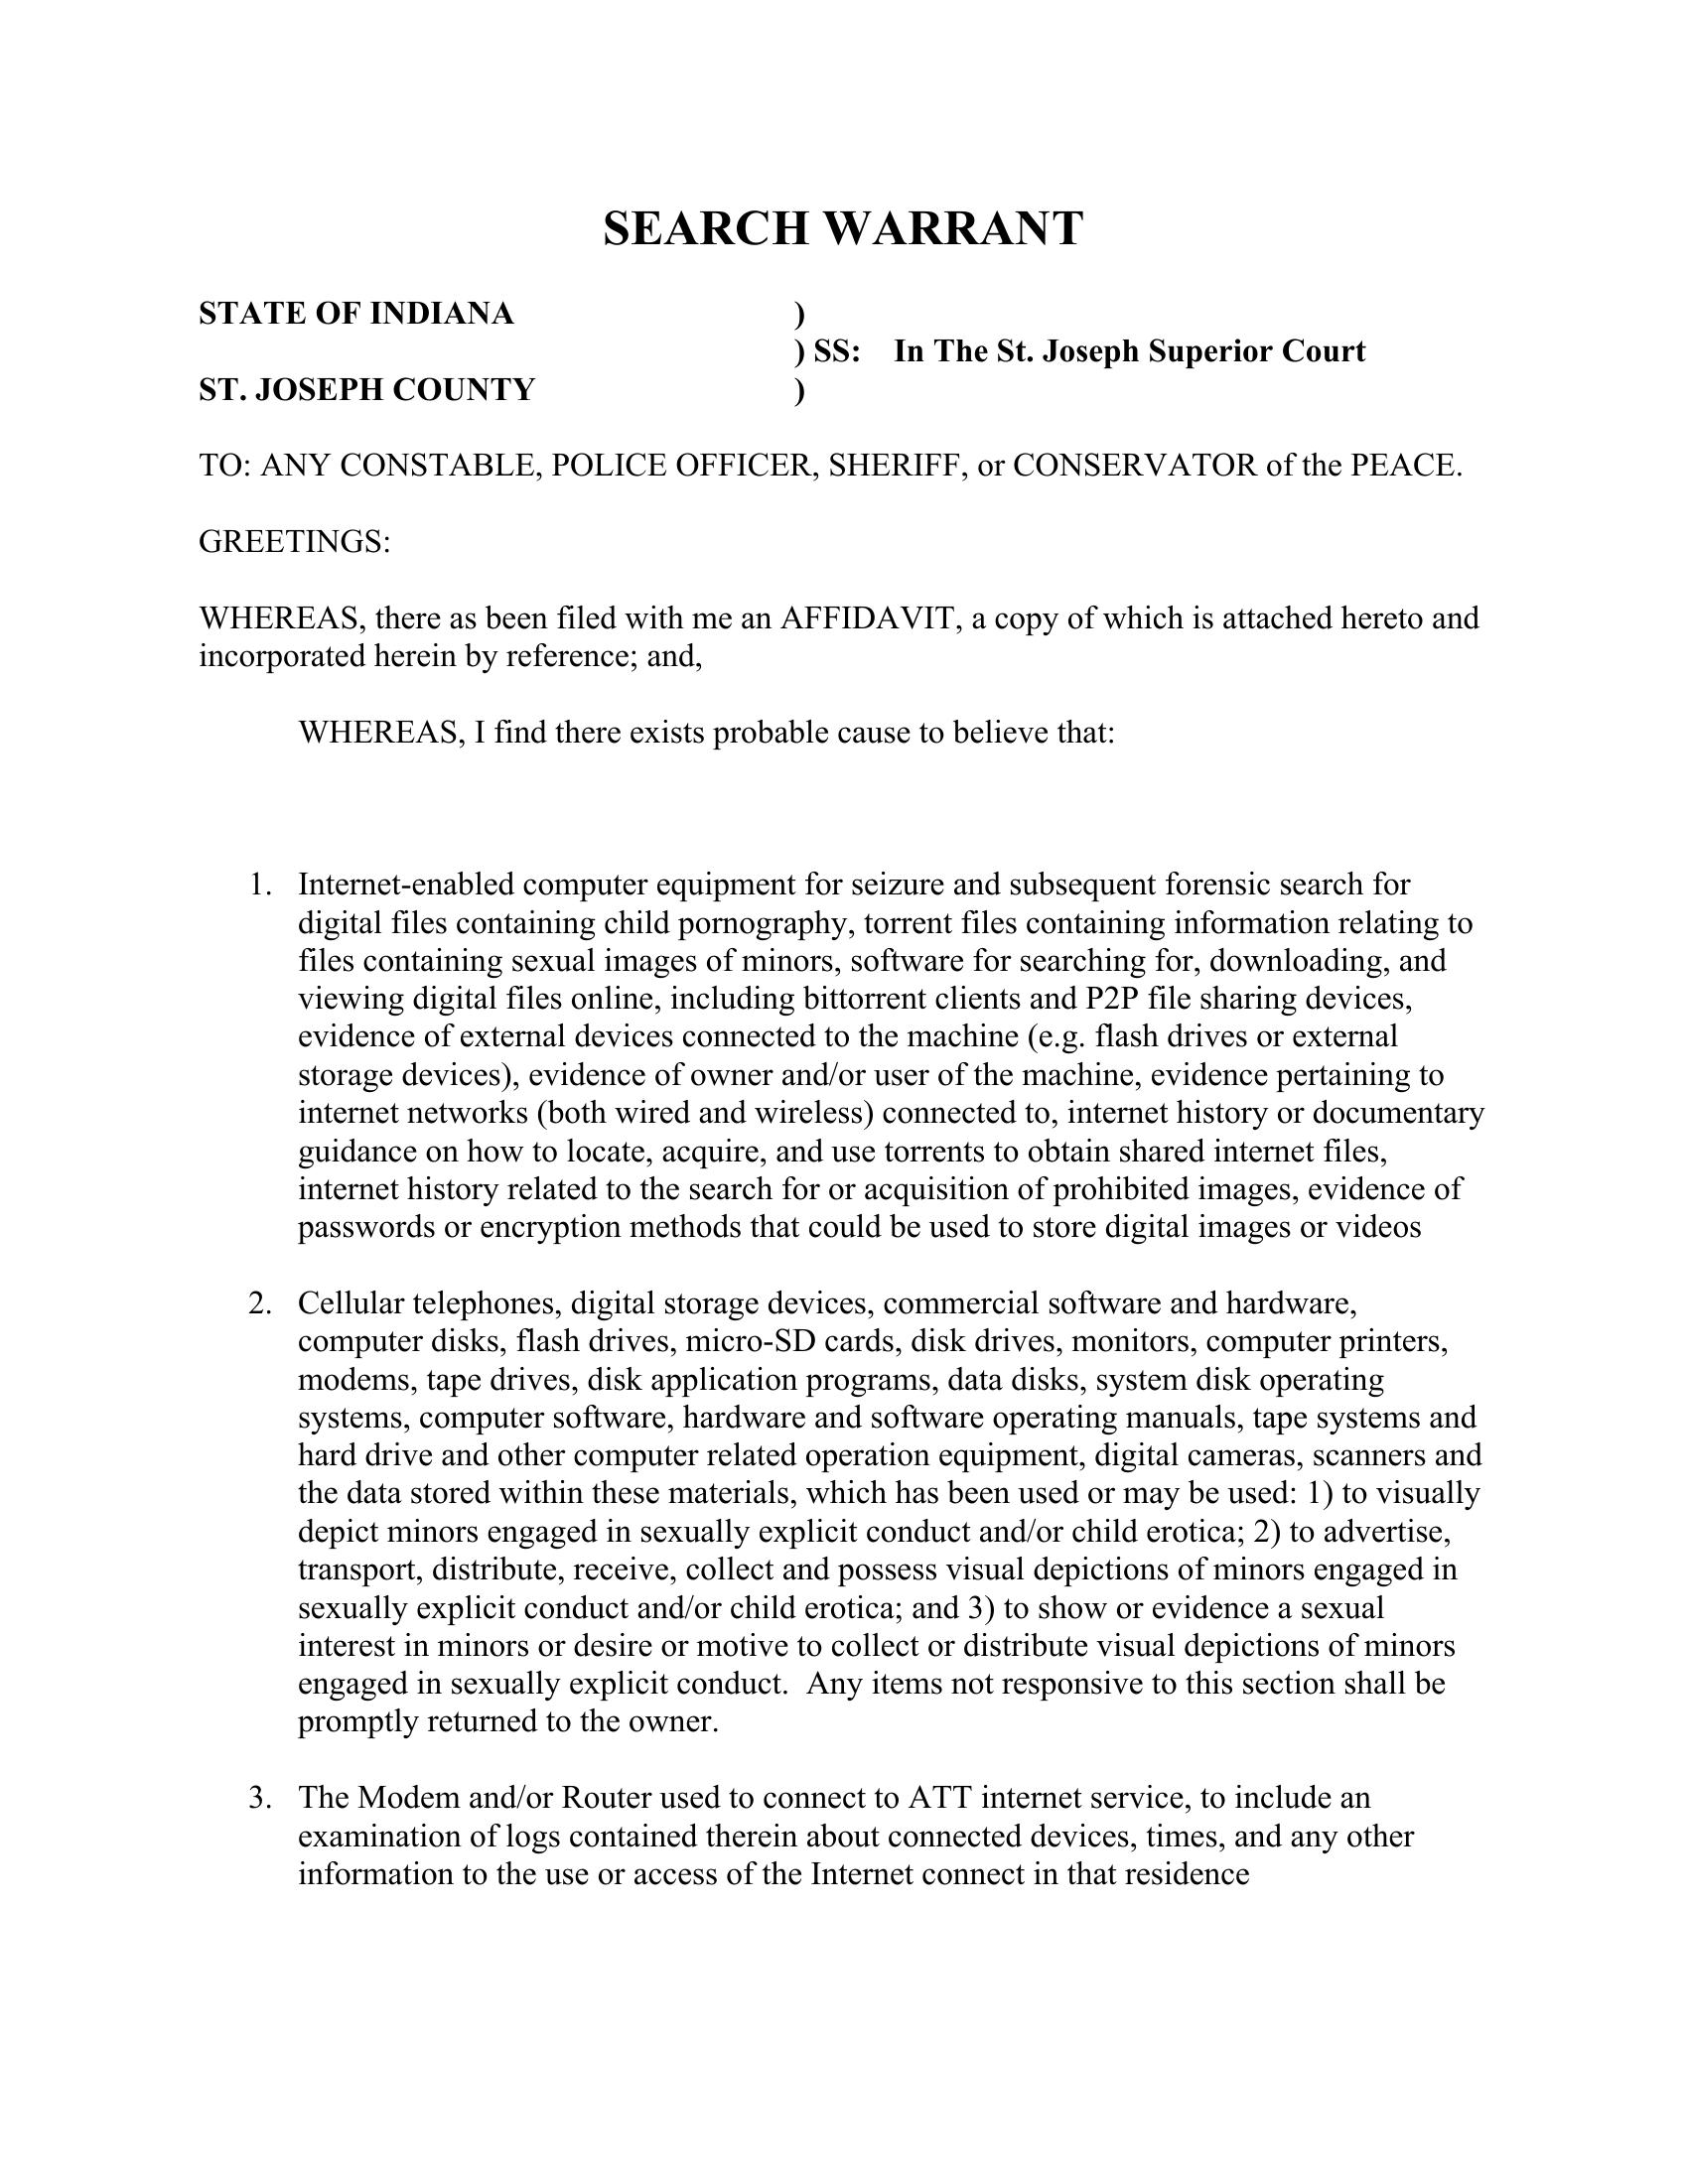 SEARCH WARRANT
STATE OF INDIANA )
) SS: In The St. Joseph Superior Court
ST. JOSEPH COUNTY )
TO: ANY CONSTABLE, POLICE OFFICER, SHERIFF, or CONSERVATOR of the PEACE.
GREETINGS:
WHEREAS, there as been filed with me an AFFIDAVIT, a copy of which is attached hereto and
incorporated herein by reference; and,
WHEREAS, I find there exists probable cause to believe that:
1. Internet-enabled computer equipment for seizure and subsequent forensic search for
digital files containing child pornography, torrent files containing information relating to
files containing sexual images of minors, software for searching for, downloading, and
viewing digital files online, including bittorrent clients and P2P file sharing devices,
evidence of external devices connected to the machine (e.g. flash drives or external
storage devices), evidence of owner and/or user of the machine, evidence pertaining to
internet networks (both wired and wireless) connected to, internet history or documentary
guidance on how to locate, acquire, and use torrents to obtain shared internet files,
internet history related to the search for or acquisition of prohibited images, evidence of
passwords or encryption methods that could be used to store digital images or videos
2. Cellular telephones, digital storage devices, commercial software and hardware,
computer disks, flash drives, micro-SD cards, disk drives, monitors, computer printers,
modems, tape drives, disk application programs, data disks, system disk operating
systems, computer software, hardware and software operating manuals, tape systems and
hard drive and other computer related operation equipment, digital cameras, scanners and
the data stored within these materials, which has been used or may be used: 1) to visually
depict minors engaged in sexually explicit conduct and/or child erotica; 2) to advertise,
transport, distribute, receive, collect and possess visual depictions of minors engaged in
sexually explicit conduct and/or child erotica; and 3) to show or evidence a sexual
interest in minors or desire or motive to collect or distribute visual depictions of minors
engaged in sexually explicit conduct.  Any items not responsive to this section shall be
promptly returned to the owner.
3. The Modem and/or Router used to connect to ATT internet service, to include an
examination of logs contained therein about connected devices, times, and any other
information to the use or access of the Internet connect in that residence